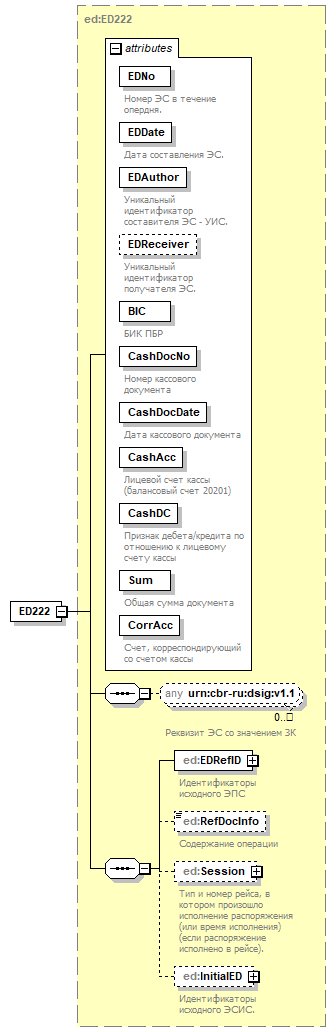 ed:ED222
attributes
EDNo
Номер ЭС в течение
опердня.
EDDate
Дата составления ЭС.
EDAuthor
Уникальный
идентификатор
составителя ЭС - УИС.
EDReceiver
Уникальный
идентификатор
получателя ЭС.
BIC
БИК ПБР
CashDocNo
Номер кассового
документа
CashDocDate
Дата кассового документа
CashAcc
Лицевой счет кассы
(балансовый счет 20201)
CashDC
Признак дебета/кредита по
отношению к лицевому
счету кассы
Sum
Общая сумма документа
CorrAcc
Счет, корреспондирующий
со счетом кассы
ED222
any urn:cbr-ru:dsig:v1.1
0..□
Реквизит ЭС со значением ЗК
ed:EDRefID
Идентификаторы
исходного ЭПС
ed:RefDocInfo
Содержание операции
ed:Session
Тип и номер рейса, в
котором произошло
исполнение распоряжения
(или время исполнения)
(если распоряжение
исполнено в рейсе).
ed:InitialED
Идентификаторы
исходного ЭСИС.